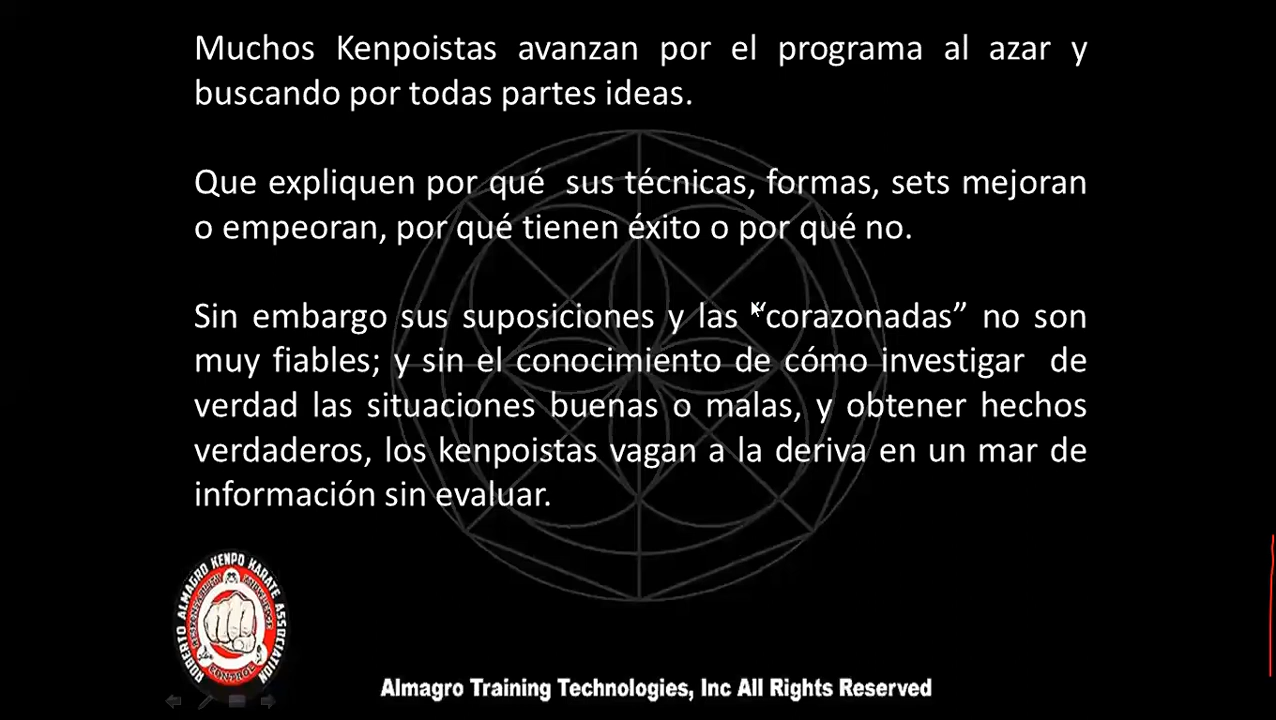 Muchos Kenpoistas avanzan por el programa al azar y
buscando por todas partes ideas.
Que expliquen por qué sus técnicas, formas, sets mejoran
o empeoran, por qué tienen éxito o por qué no.
Sin embargo sus suposiciones y las “corazonadas” no son
muy fiables; y sin el conocimiento de cómo investigar de
verdad las situaciones buenas o malas, y obtener hechos
verdaderos, los kenpoistas vagan a la deriva en un mar de
información sin evaluar.
ROBERTO ALMAGRO KENPO KARATE ASSOCIATION
CONTROL
Almagro Training Technologies, Inc All Rights Reserved